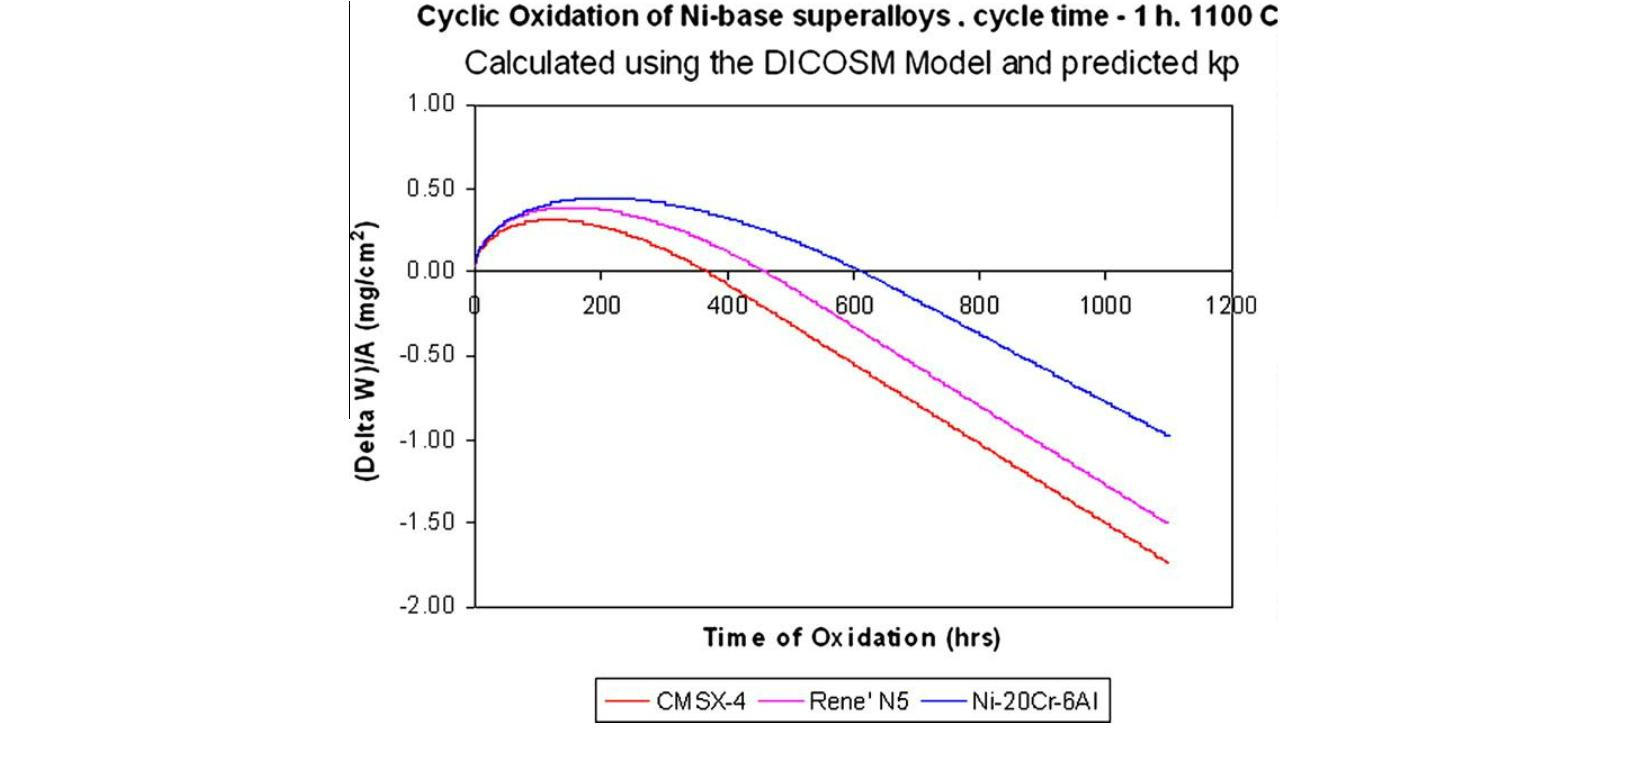 Cyclic Oxidation of Ni-base superalloys . cycle time - 1 h. 1100 C
Calculated using the DICOSM Model and predicted kp
1.00
0.50
0.00
-0.50
-1.00
-1.50
-2.00
(Delta W)/A (mg/cm²)
0 200 400 600 800 1000 1200
Time of Oxidation (hrs)
CMSX-4 Rene' N5 Ni-20Cr-6Al